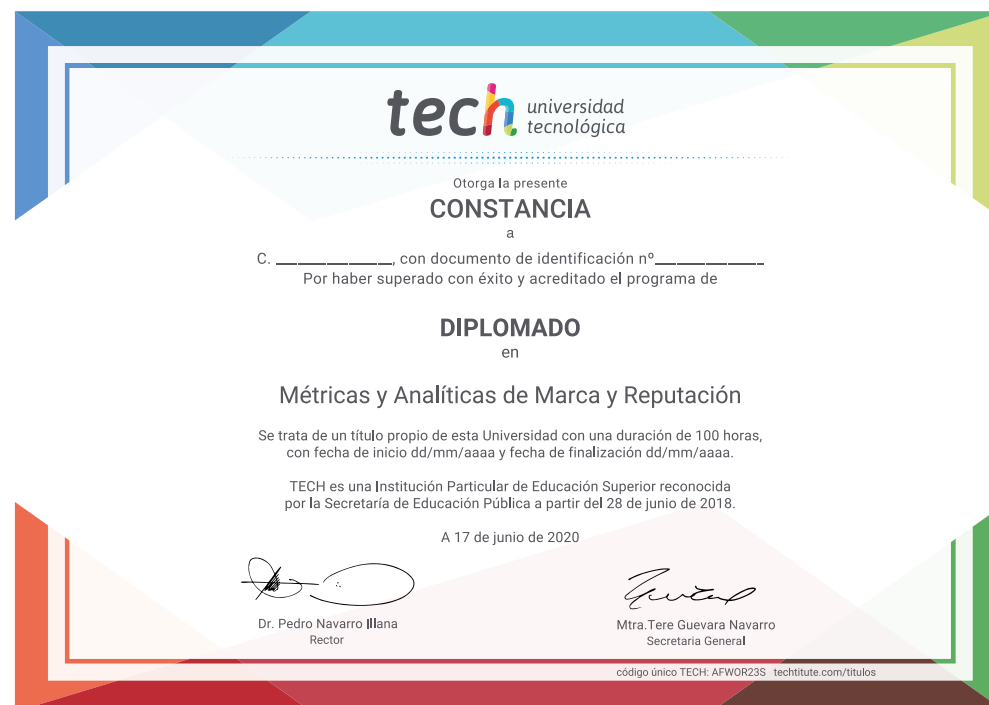 tech universidad
tecnológica
Otorga la presente
CONSTANCIA
a
C. ______________, con documento de identificación nº______________
Por haber superado con éxito y acreditado el programa de
DIPLOMADO
en
Métricas y Analíticas de Marca y Reputación
Se trata de un título propio de esta Universidad con una duración de 100 horas,
con fecha de inicio dd/mm/aaaa y fecha de finalización dd/mm/aaaa.
TECH es una Institución Particular de Educación Superior reconocida
por la Secretaría de Educación Pública a partir del 28 de junio de 2018.
A 17 de junio de 2020
Dr. Pedro Navarro Illana
Rector
Mtra.Tere Guevara Navarro
Secretaria General
código único TECH: AFWOR23S techtitute.com/titulos